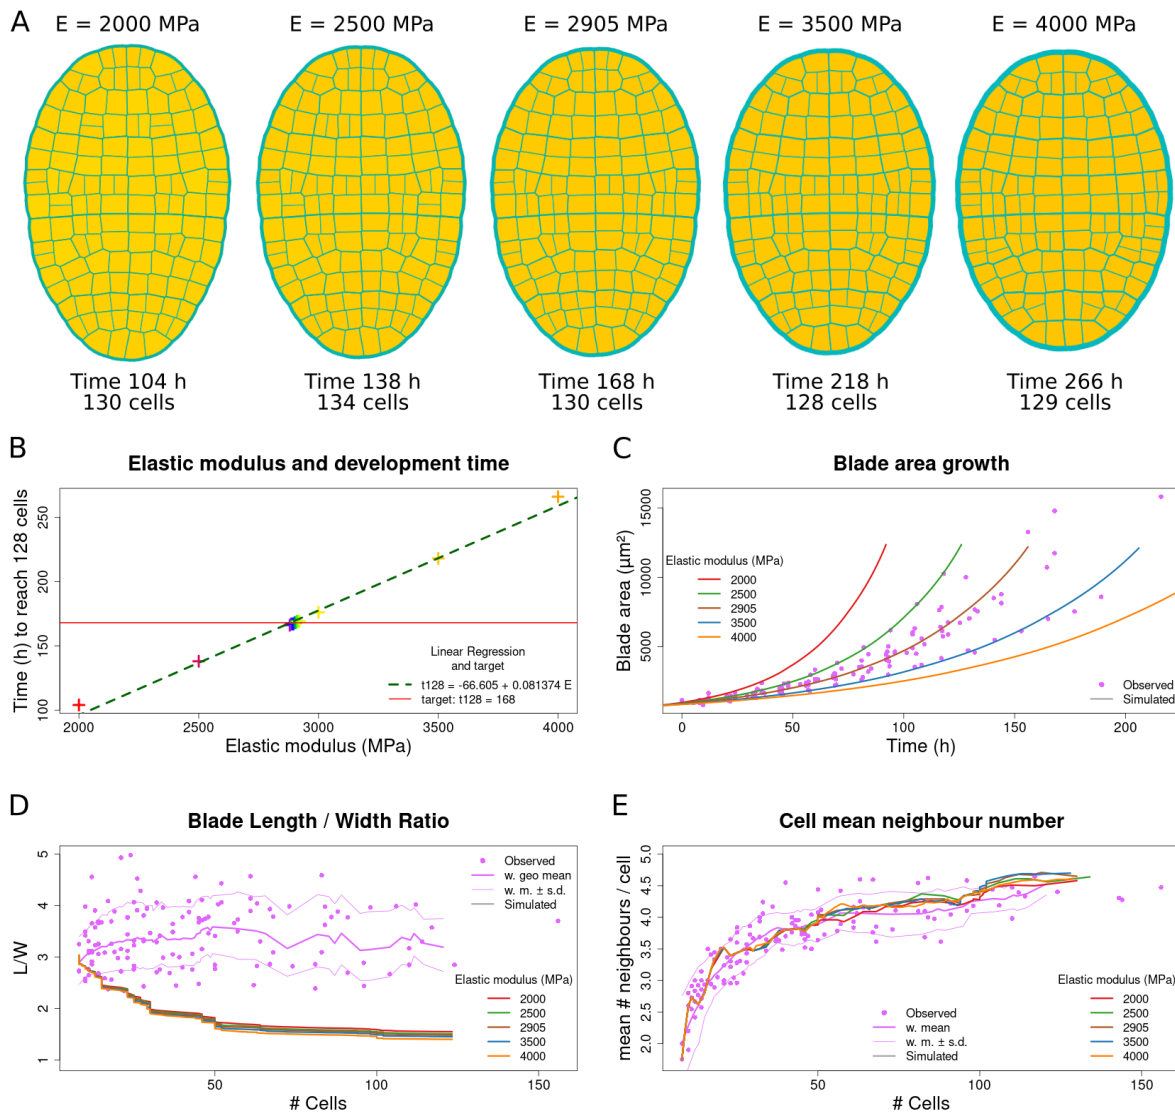 A
E = 2000 MPa
E = 2500 MPa
E = 2905 MPa
E = 3500 MPa
E = 4000 MPa
Time 104 h
130 cells
Time 138 h
134 cells
Time 168 h
130 cells
Time 218 h
128 cells
Time 266 h
129 cells
B
Elastic modulus and development time
Time (h) to reach 128 cells
100
150
200
250
Linear Regression
and target
t128 = -66.605 + 0.081374 E
target: t128 = 168
2000
2500
3000
3500
4000
Elastic modulus (MPa)
C
Blade area growth
Blade area (µm²)
5000
10000
15000
Elastic modulus (MPa)
2000
2500
2905
3500
4000
Observed
Simulated
0
50
100
150
200
Time (h)
D
Blade Length / Width Ratio
L/W
1
2
3
4
5
Observed
w. geo mean
w. m. ± s.d.
Simulated
Elastic modulus (MPa)
2000
2500
2905
3500
4000
50
100
150
# Cells
E
Cell mean neighbour number
mean # neighbours / cell
2.0
2.5
3.0
3.5
4.0
4.5
5.0
Observed
w. mean
w. m. ± s.d.
Simulated
Elastic modulus (MPa)
2000
2500
2905
3500
4000
50
100
150
# Cells